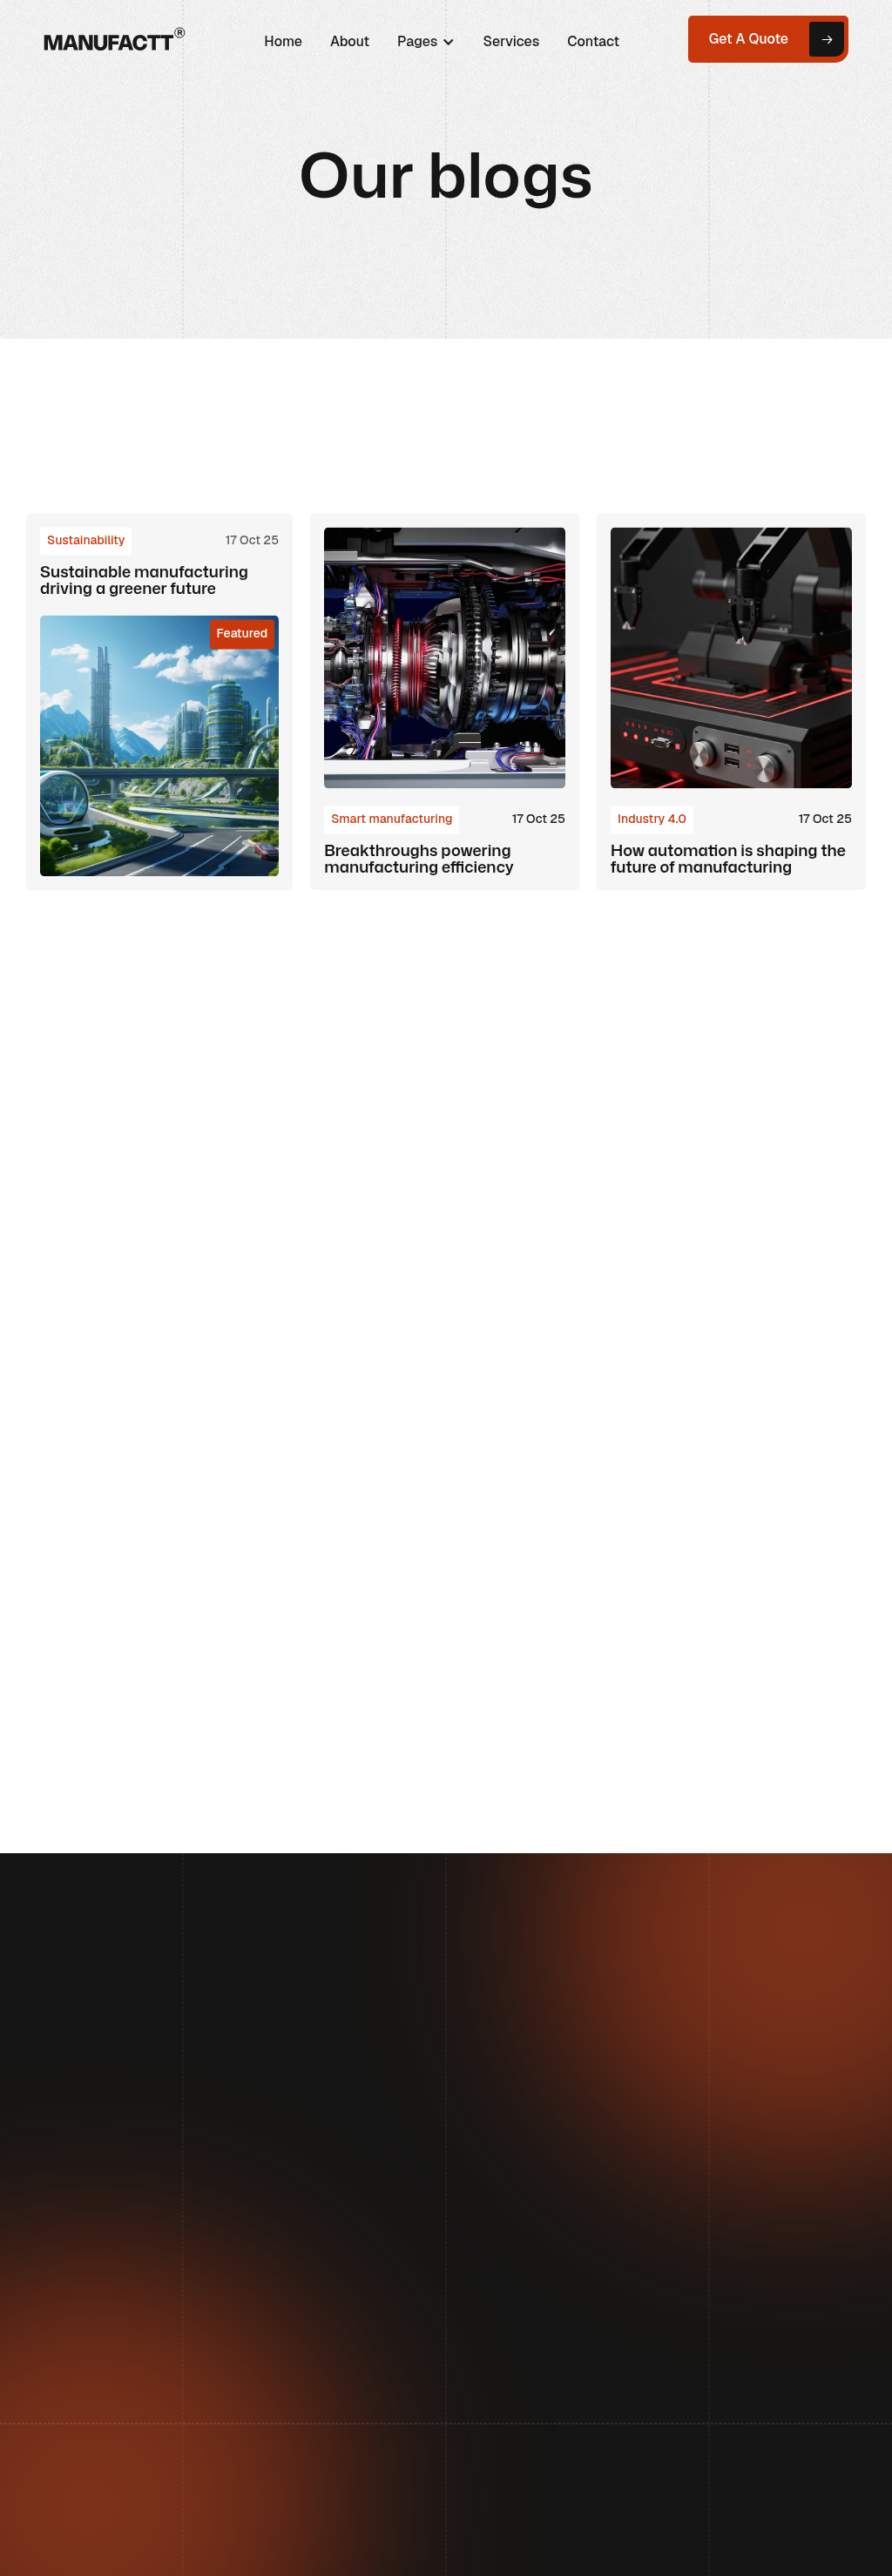 MANUFACTT®
Home
About
Pages
Services
Contact
Get A Quote
Our blogs
Sustainability
17 Oct 25
Sustainable manufacturing
driving a greener future
Featured
Smart manufacturing
17 Oct 25
Breakthroughs powering
manufacturing efficiency
Industry 4.0
17 Oct 25
How automation is shaping the
future of manufacturing